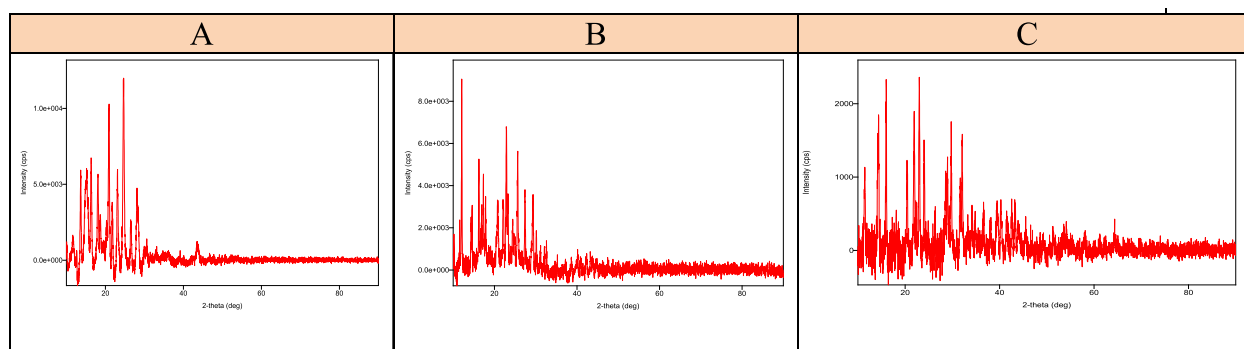 A
B
C
Intensity (cps)
1.0e+004
5.0e+003
0.0e+000
20
40
60
80
2-theta (deg)
Intensity (cps)
8.0e+003
6.0e+003
4.0e+003
2.0e+003
0.0e+000
20
40
60
80
2-theta (deg)
Intensity (cps)
2000
1000
0
20
40
60
80
2-theta (deg)